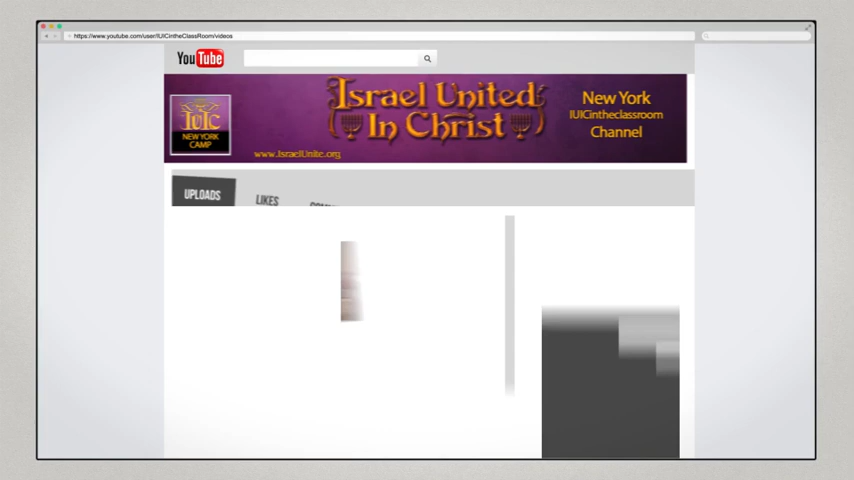 https://www.youtube.com/user/IUICintheClassRoom/videos
YouTube
Israel United
In Christ
New York
IUICintheclassroom
Channel
IUIC
NEW YORK
CAMP
www.IsraelUnite.org
UPLOADS
LIKES